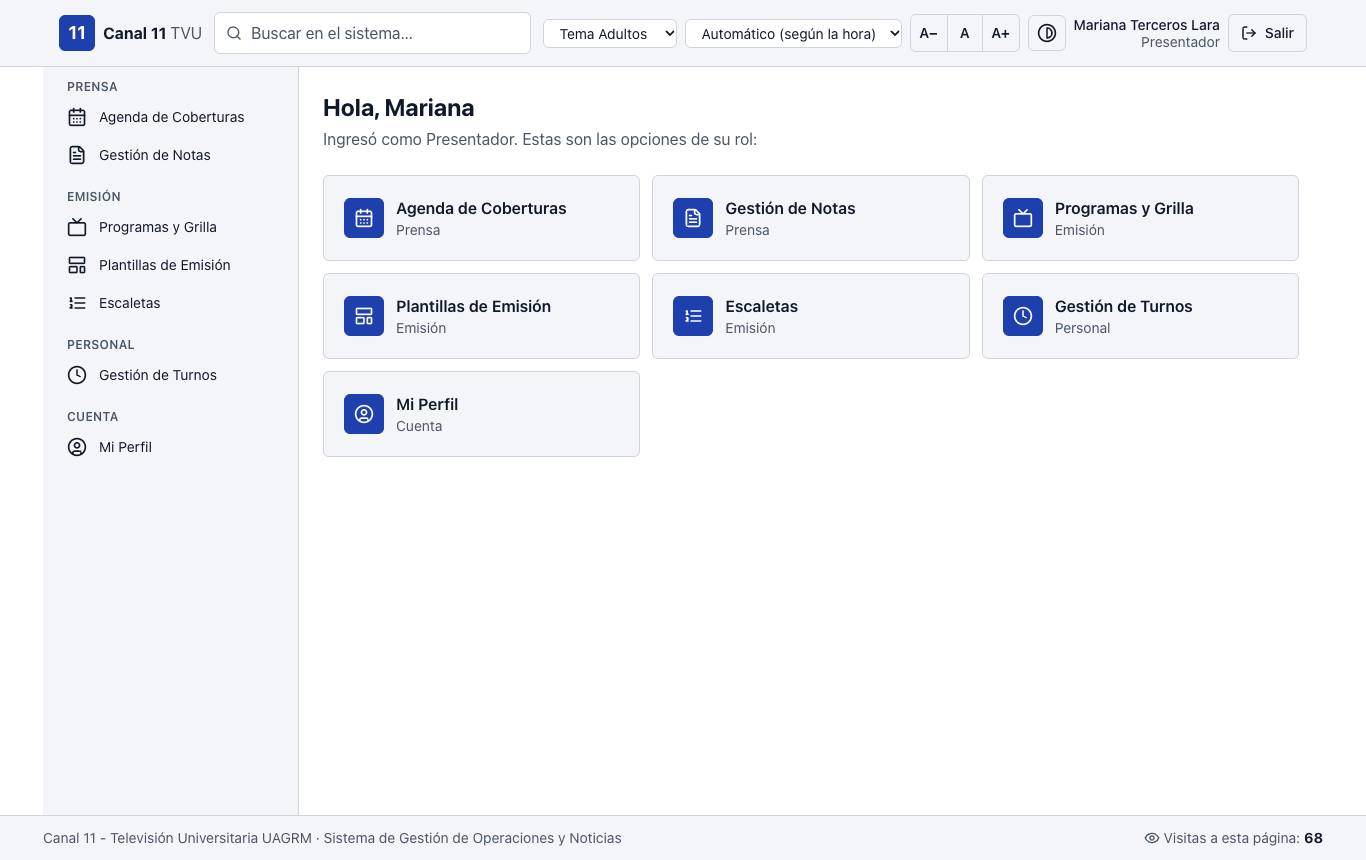 11 Canal 11 TVU
Buscar en el sistema...
Tema Adultos
Automático (según la hora)
A− A A+
Mariana Terceros Lara
Presentador
Salir
PRENSA
Agenda de Coberturas
Gestión de Notas
EMISIÓN
Programas y Grilla
Plantillas de Emisión
Escaletas
PERSONAL
Gestión de Turnos
CUENTA
Mi Perfil
Hola, Mariana
Ingresó como Presentador. Estas son las opciones de su rol:
Agenda de Coberturas
Prensa
Gestión de Notas
Prensa
Programas y Grilla
Emisión
Plantillas de Emisión
Emisión
Escaletas
Emisión
Gestión de Turnos
Personal
Mi Perfil
Cuenta
Canal 11 - Televisión Universitaria UAGRM · Sistema de Gestión de Operaciones y Noticias
Visitas a esta página: 68